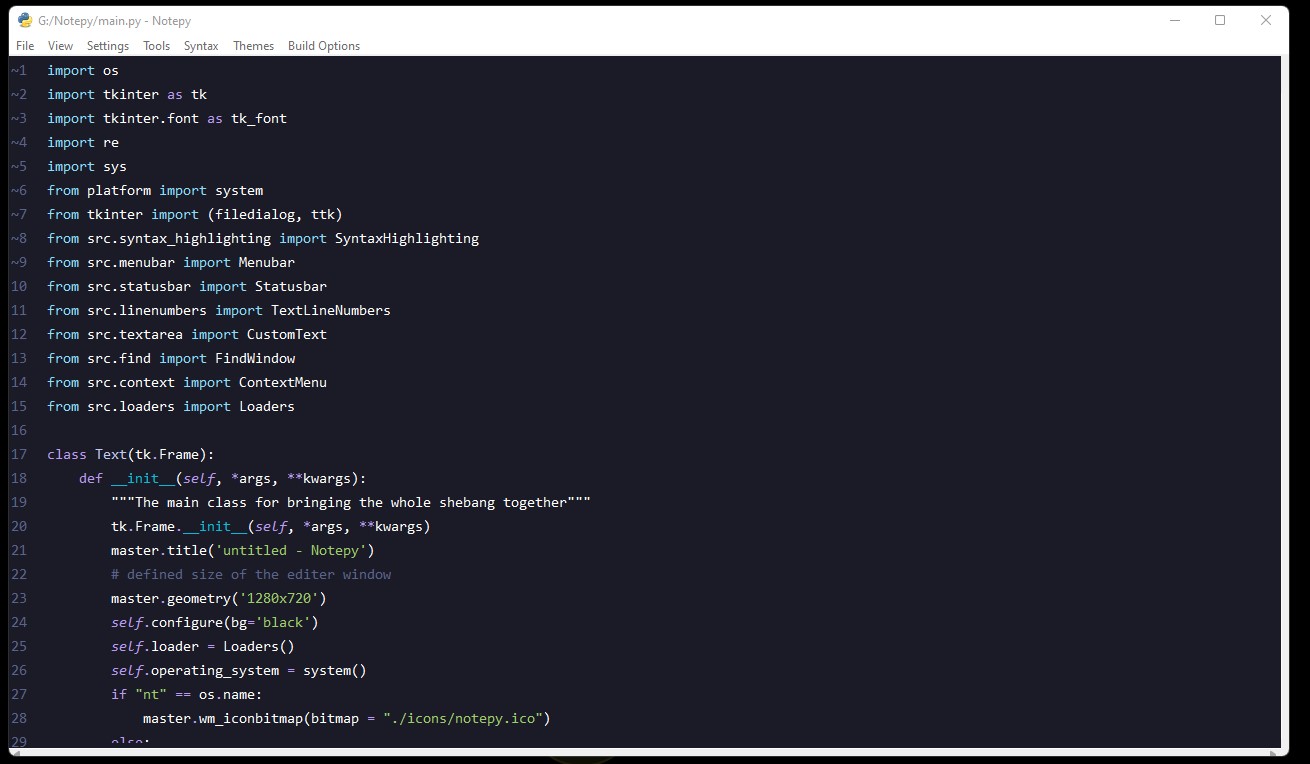 G:/Notepy/main.py - Notepy
File View Settings Tools Syntax Themes Build Options
~1 import os
~2 import tkinter as tk
~3 import tkinter.font as tk_font
~4 import re
~5 import sys
~6 from platform import system
~7 from tkinter import (filedialog, ttk)
~8 from src.syntax_highlighting import SyntaxHighlighting
~9 from src.menubar import Menubar
10 from src.statusbar import Statusbar
11 from src.linenumbers import TextLineNumbers
12 from src.textarea import CustomText
13 from src.find import FindWindow
14 from src.context import ContextMenu
15 from src.loaders import Loaders
16
17 class Text(tk.Frame):
18     def __init__(self, *args, **kwargs):
19         """The main class for bringing the whole shebang together"""
20         tk.Frame.__init__(self, *args, **kwargs)
21         master.title('untitled - Notepy')
22         # defined size of the editer window
23         master.geometry('1280x720')
24         self.configure(bg='black')
25         self.loader = Loaders()
26         self.operating_system = system()
27         if "nt" == os.name:
28             master.wm_iconbitmap(bitmap = "./icons/notepy.ico")
29         else: